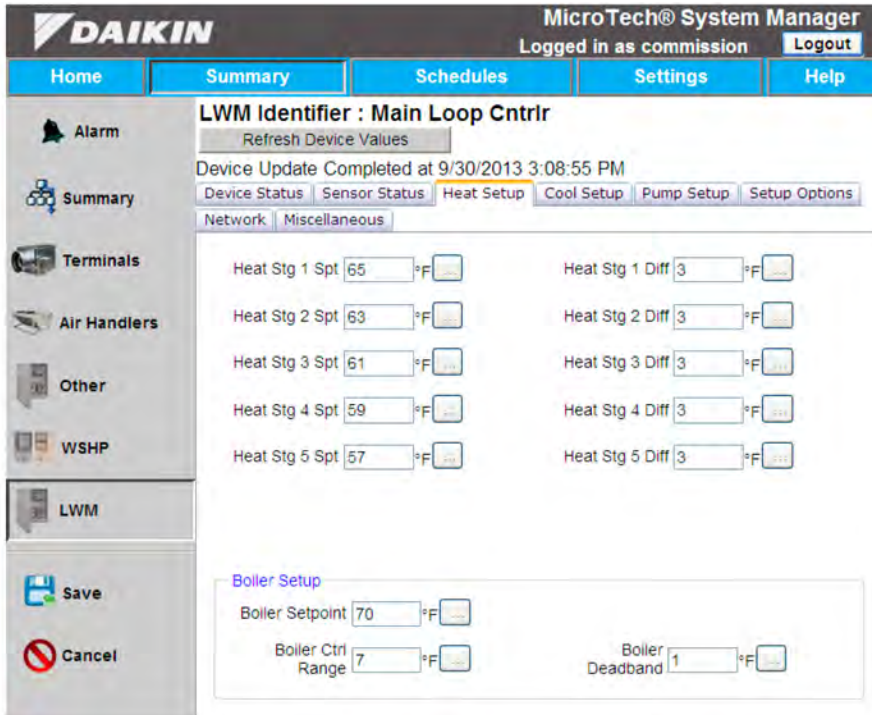 DAIKIN
MicroTech® System Manager
Logged in as commission Logout
Home Summary Schedules Settings Help
LWM Identifier : Main Loop Cntrlr
Alarm
Refresh Device Values
Device Update Completed at 9/30/2013 3:08:55 PM
Summary
Device Status Sensor Status Heat Setup Cool Setup Pump Setup Setup Options
Network Miscellaneous
Terminals
Heat Stg 1 Spt 65 °F ... Heat Stg 1 Diff 3 °F ...
Air Handlers
Heat Stg 2 Spt 63 °F ... Heat Stg 2 Diff 3 °F ...
Other
Heat Stg 3 Spt 61 °F ... Heat Stg 3 Diff 3 °F ...
Heat Stg 4 Spt 59 °F ... Heat Stg 4 Diff 3 °F ...
WSHP
Heat Stg 5 Spt 57 °F ... Heat Stg 5 Diff 3 °F ...
LWM
Boiler Setup
Save
Boiler Setpoint 70 °F ...
Cancel
Boiler Ctrl
Range 7 °F ...
Boiler
Deadband 1 °F ...